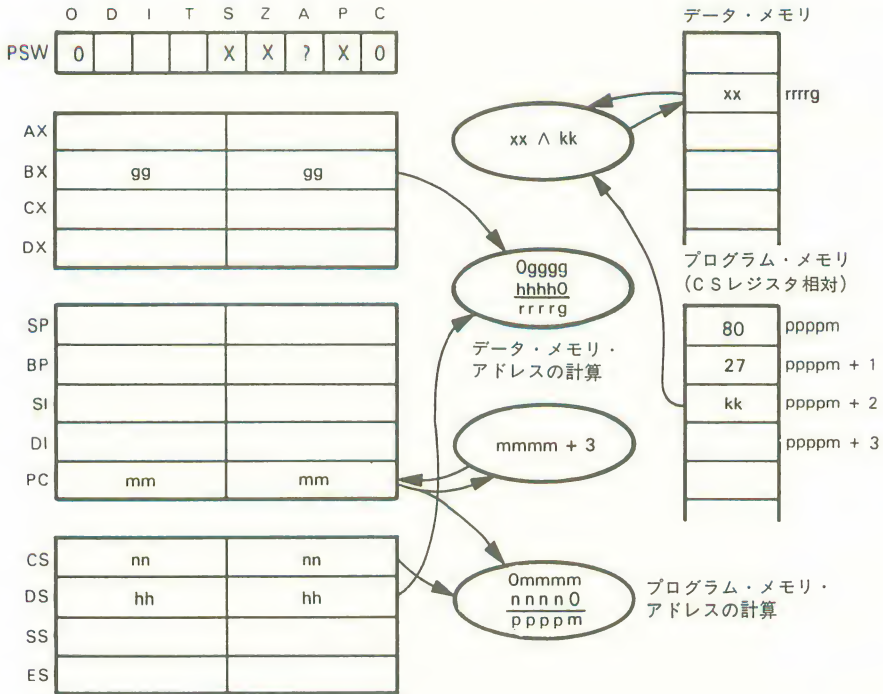 O D I T S Z A P C
PSW 0 X X ? X 0
AX
BX gg gg
CX
DX
SP
BP
SI
DI
PC mm mm
CS nn nn
DS hh hh
SS
ES
xx ∧ kk
0gggg
hhhh0
rrrrg
データ・メモリ・
アドレスの計算
mmmm + 3
0mmmm
nnnn0
ppppm
プログラム・メモリ・
アドレスの計算
データ・メモリ
xx rrrrg
プログラム・メモリ
(CSレジスタ相対)
80 ppppm
27 ppppm + 1
kk ppppm + 2
ppppm + 3